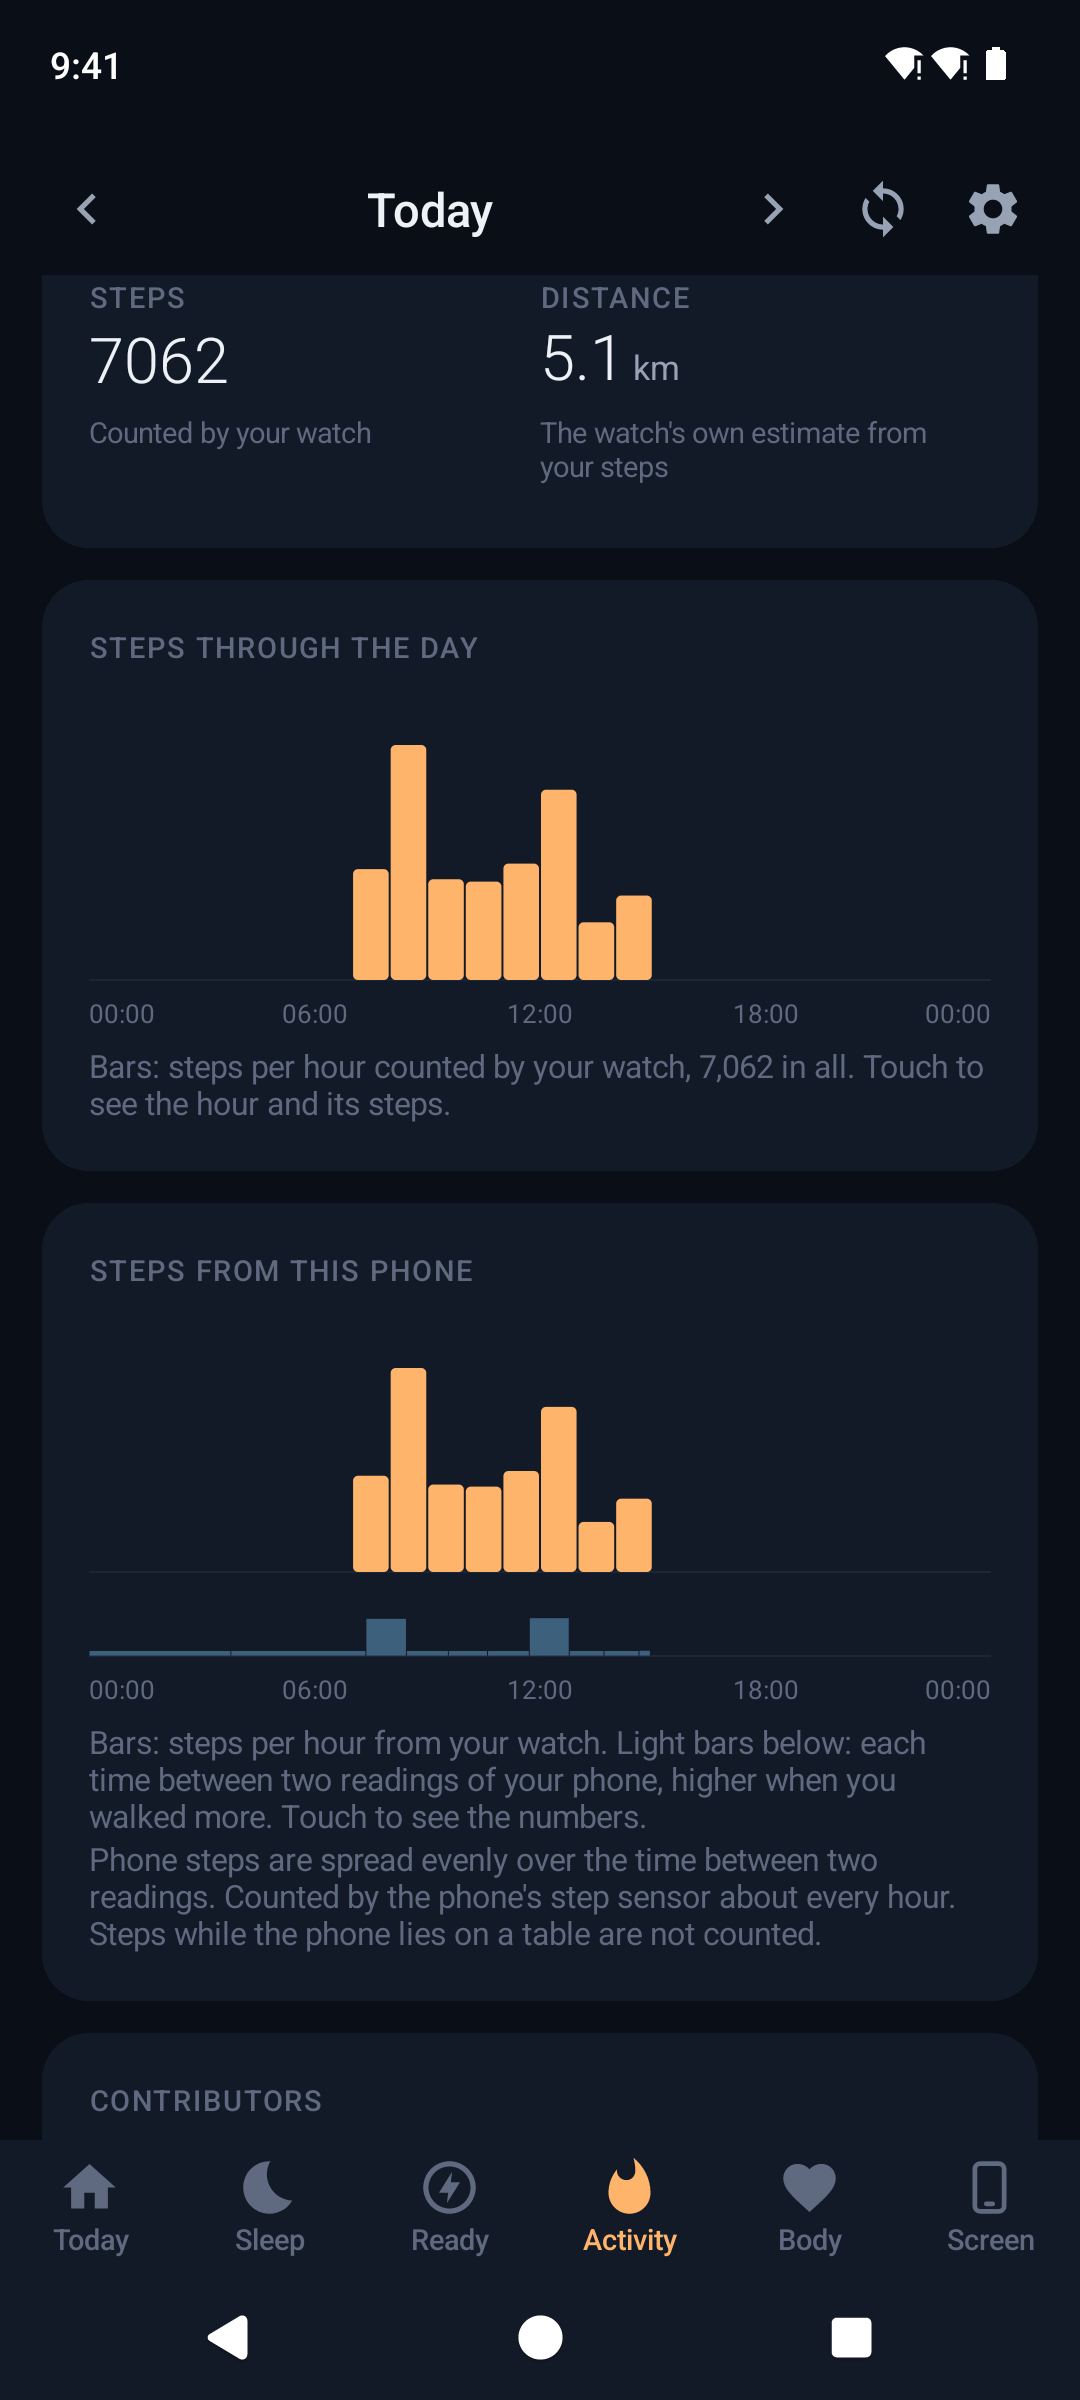 9:41
Today
STEPS
DISTANCE
7062
5.1 km
Counted by your watch
The watch's own estimate from
your steps
STEPS THROUGH THE DAY
00:00 06:00 12:00 18:00 00:00
Bars: steps per hour counted by your watch, 7,062 in all. Touch to
see the hour and its steps.
STEPS FROM THIS PHONE
00:00 06:00 12:00 18:00 00:00
Bars: steps per hour from your watch. Light bars below: each
time between two readings of your phone, higher when you
walked more. Touch to see the numbers.
Phone steps are spread evenly over the time between two
readings. Counted by the phone's step sensor about every hour.
Steps while the phone lies on a table are not counted.
CONTRIBUTORS
Today Sleep Ready Activity Body Screen